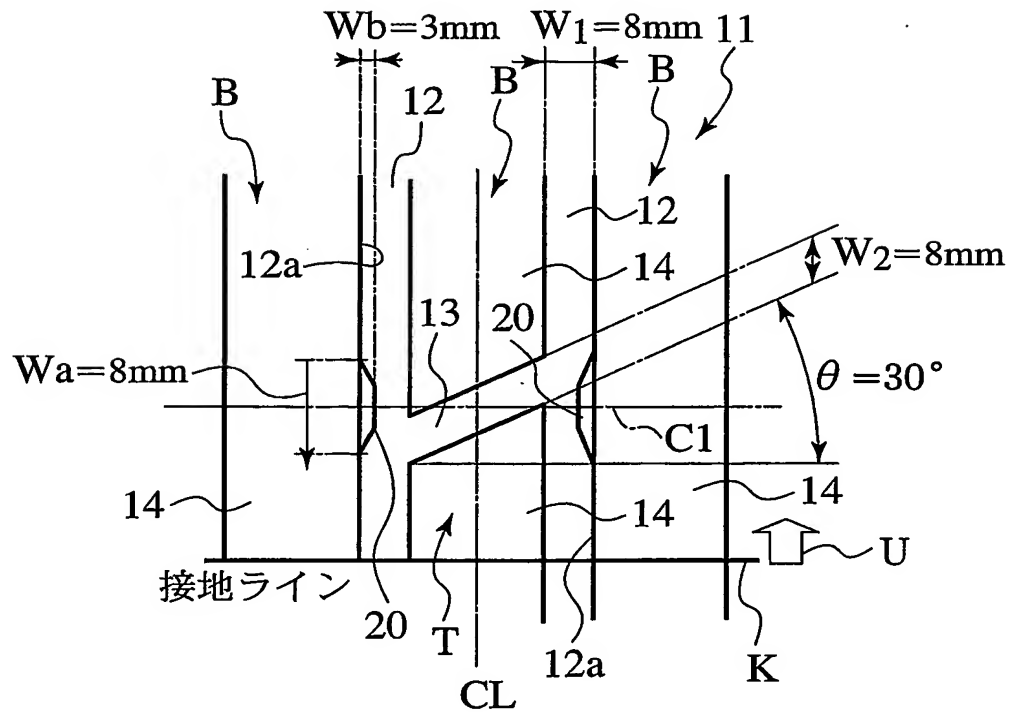 Wb=3mm W₁=8mm 11
B 12 B B
12
12a 14 W₂=8mm
13 20
Wa=8mm θ=30°
C1
14 14 14
U
接地ライン 20 T 12a K
CL